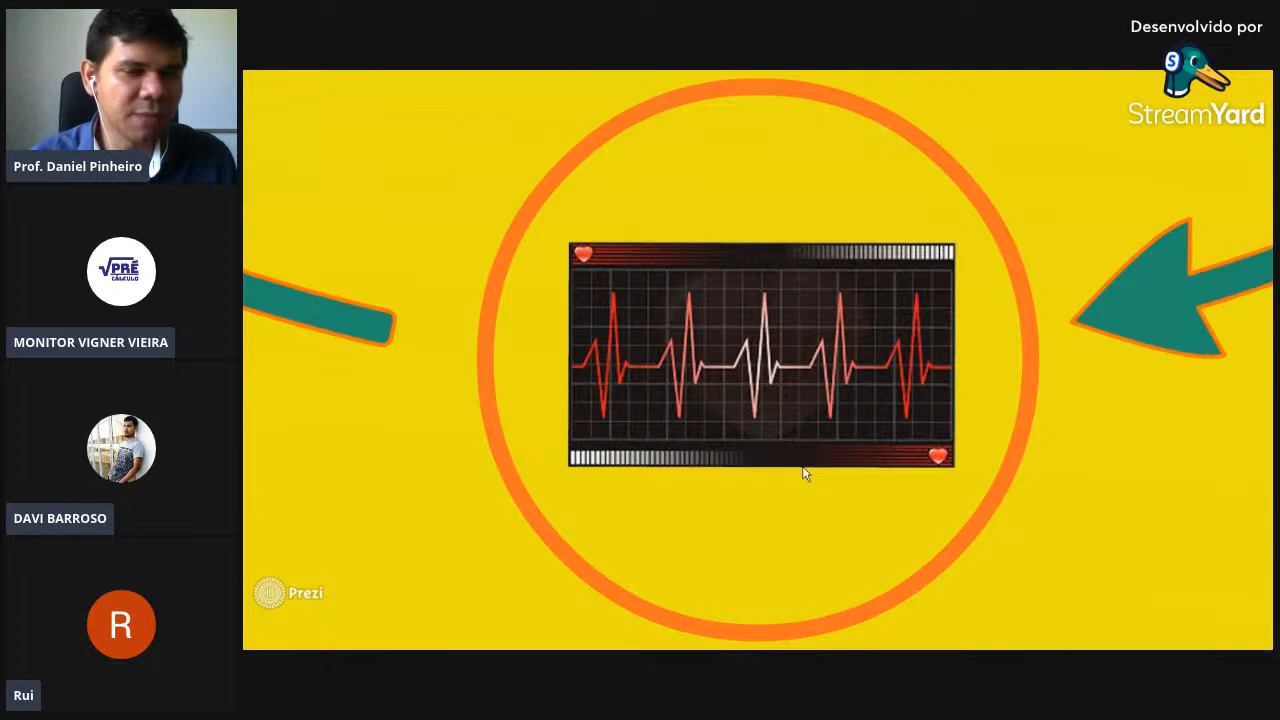 Prof. Daniel Pinheiro
√PRÉ
CÁLCULO
MONITOR VIGNER VIEIRA
DAVI BARROSO
R
Rui
Desenvolvido por
S
StreamYard
Prezi